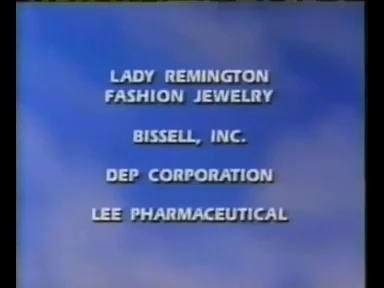 LADY REMINGTON
FASHION JEWELRY
BISSELL, INC.
DEP CORPORATION
LEE PHARMACEUTICAL